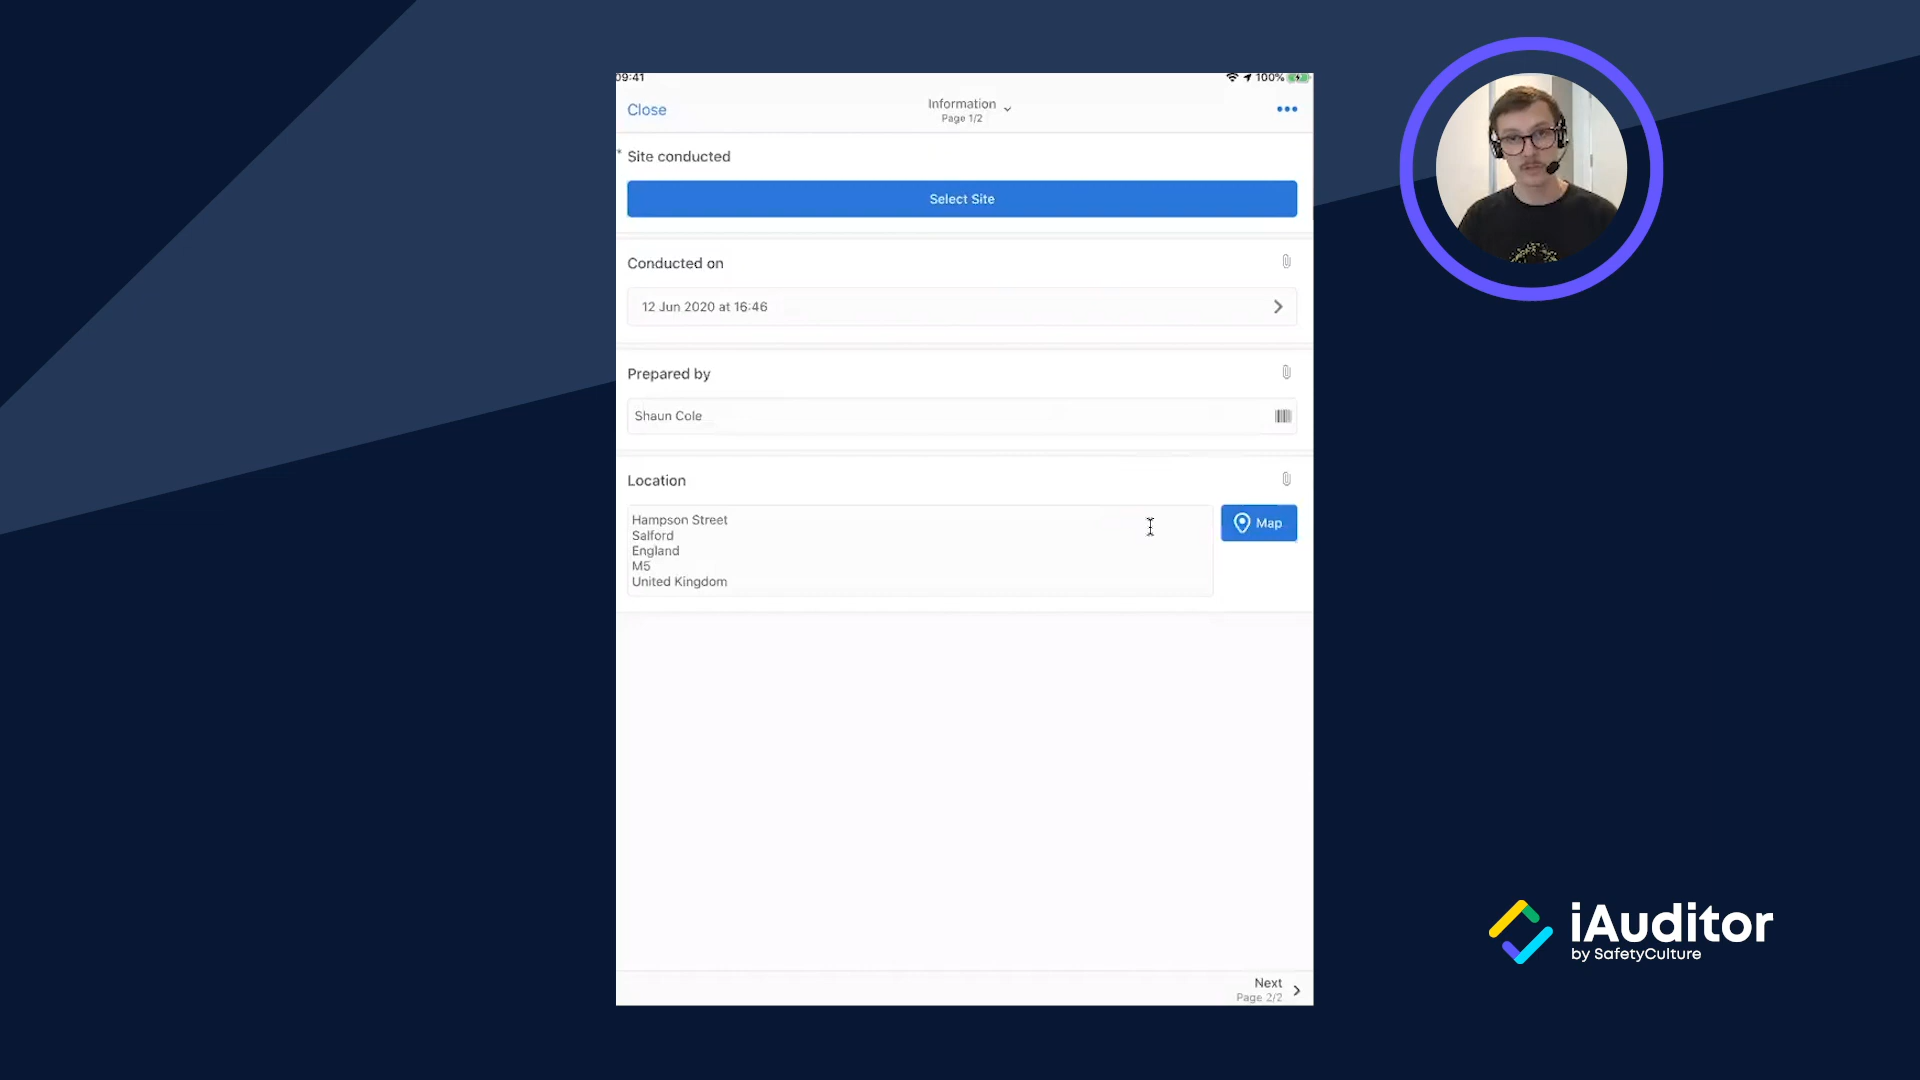 09:41
100%
Close
Information
Page 1/2
* Site conducted
Select Site
Conducted on
12 Jun 2020 at 16:46
Prepared by
Shaun Cole
Location
Hampson Street
Salford
England
M5
United Kingdom
Map
Next
Page 2/2
iAuditor
by SafetyCulture